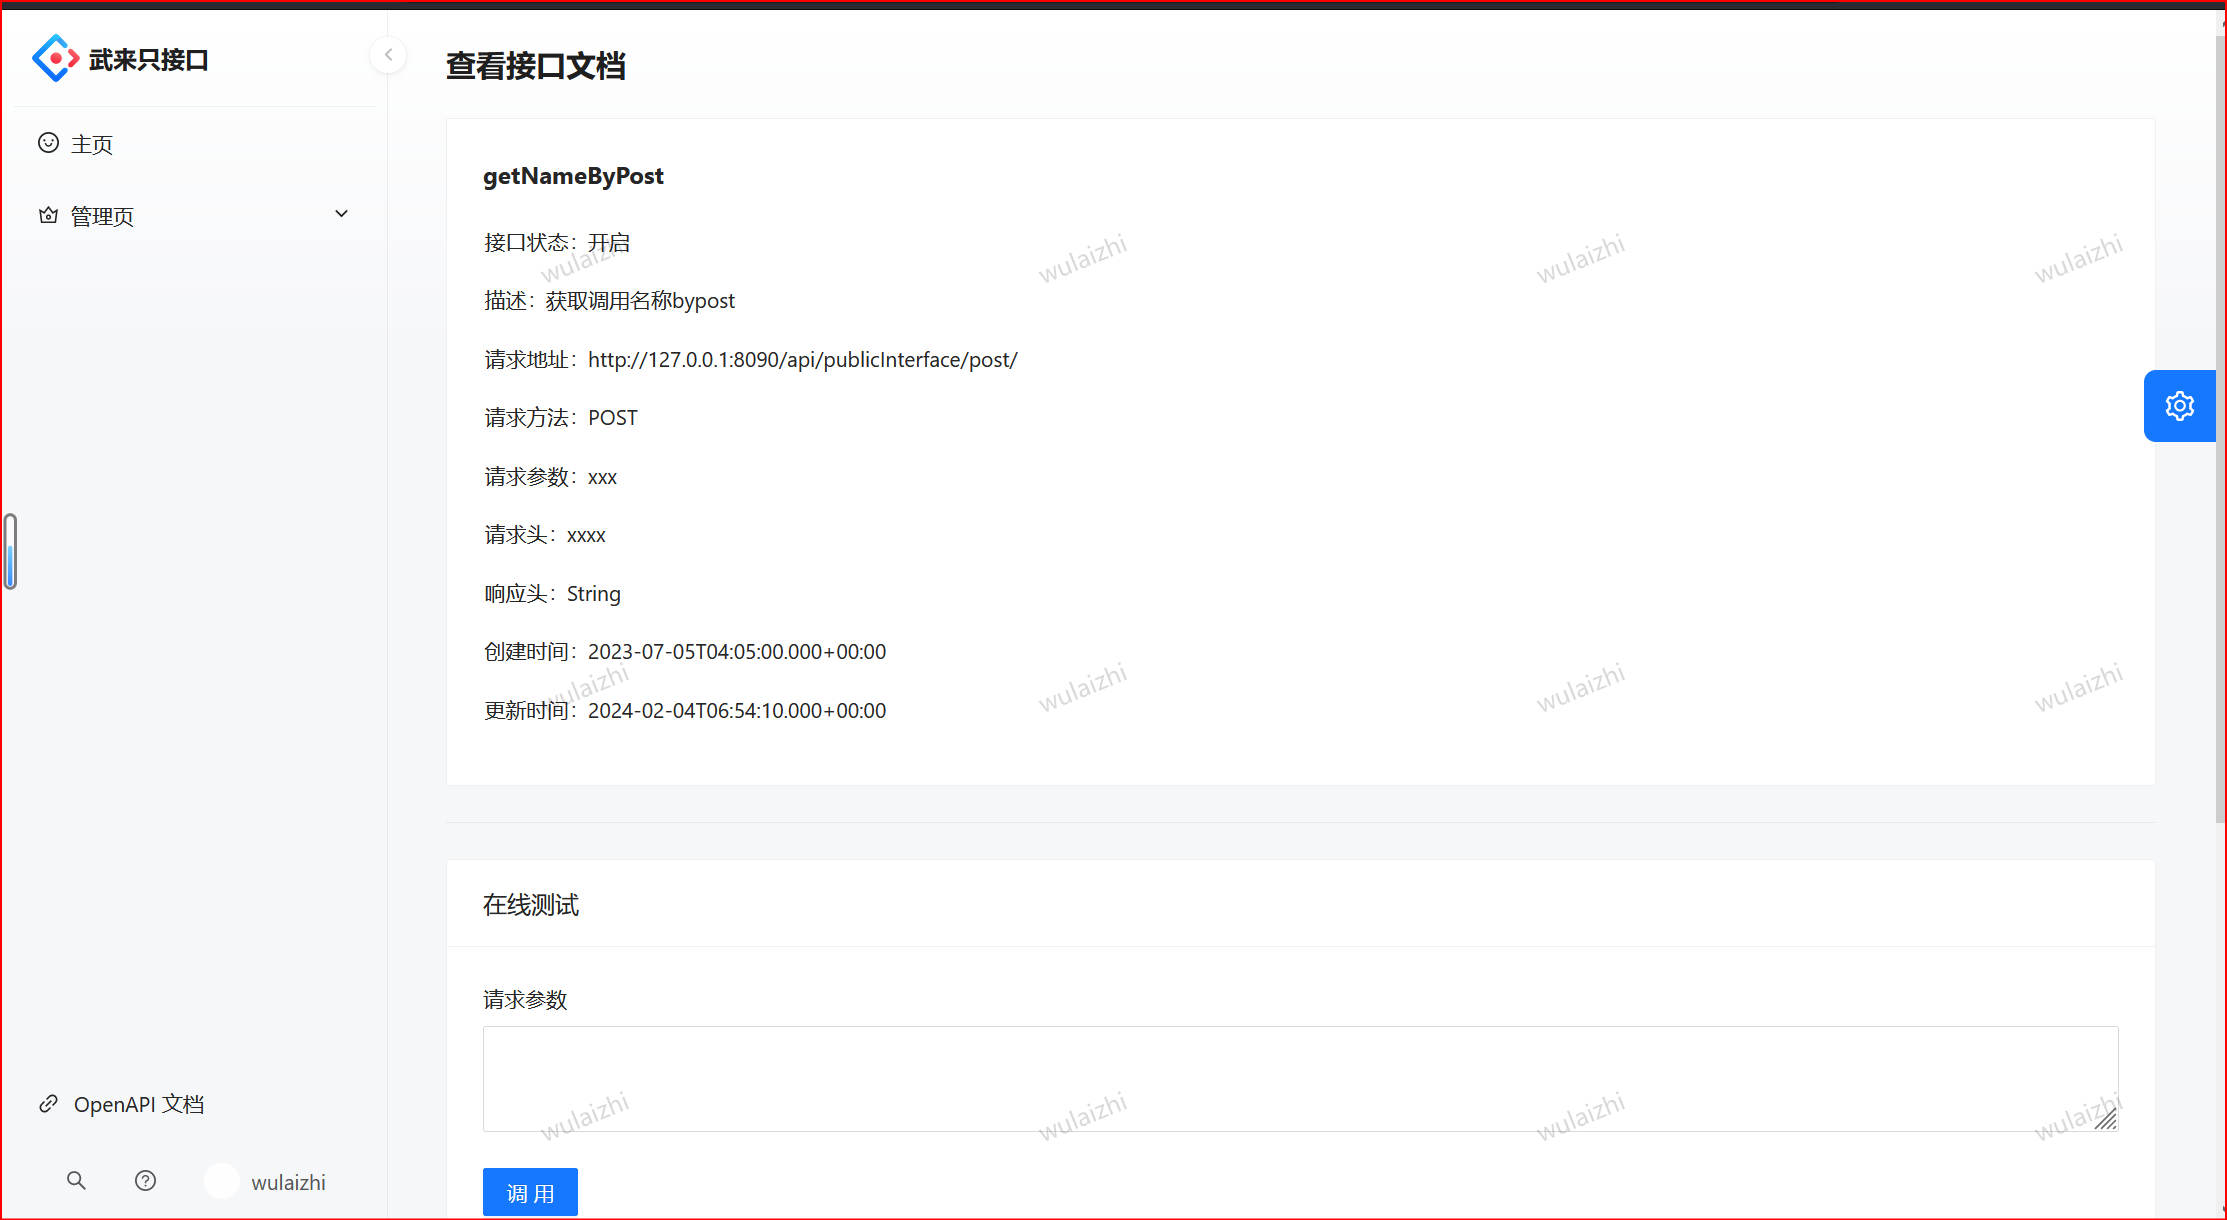 武来只接口
主页
管理页
OpenAPI 文档
wulaizhi
查看接口文档
getNameByPost
接口状态：开启
描述：获取调用名称bypost
请求地址：http://127.0.0.1:8090/api/publicInterface/post/
请求方法：POST
请求参数：xxx
请求头：xxxx
响应头：String
创建时间：2023-07-05T04:05:00.000+00:00
更新时间：2024-02-04T06:54:10.000+00:00
wulaizhi wulaizhi wulaizhi wulaizhi
wulaizhi wulaizhi wulaizhi wulaizhi
在线测试
请求参数
wulaizhi wulaizhi wulaizhi wulaizhi
调 用